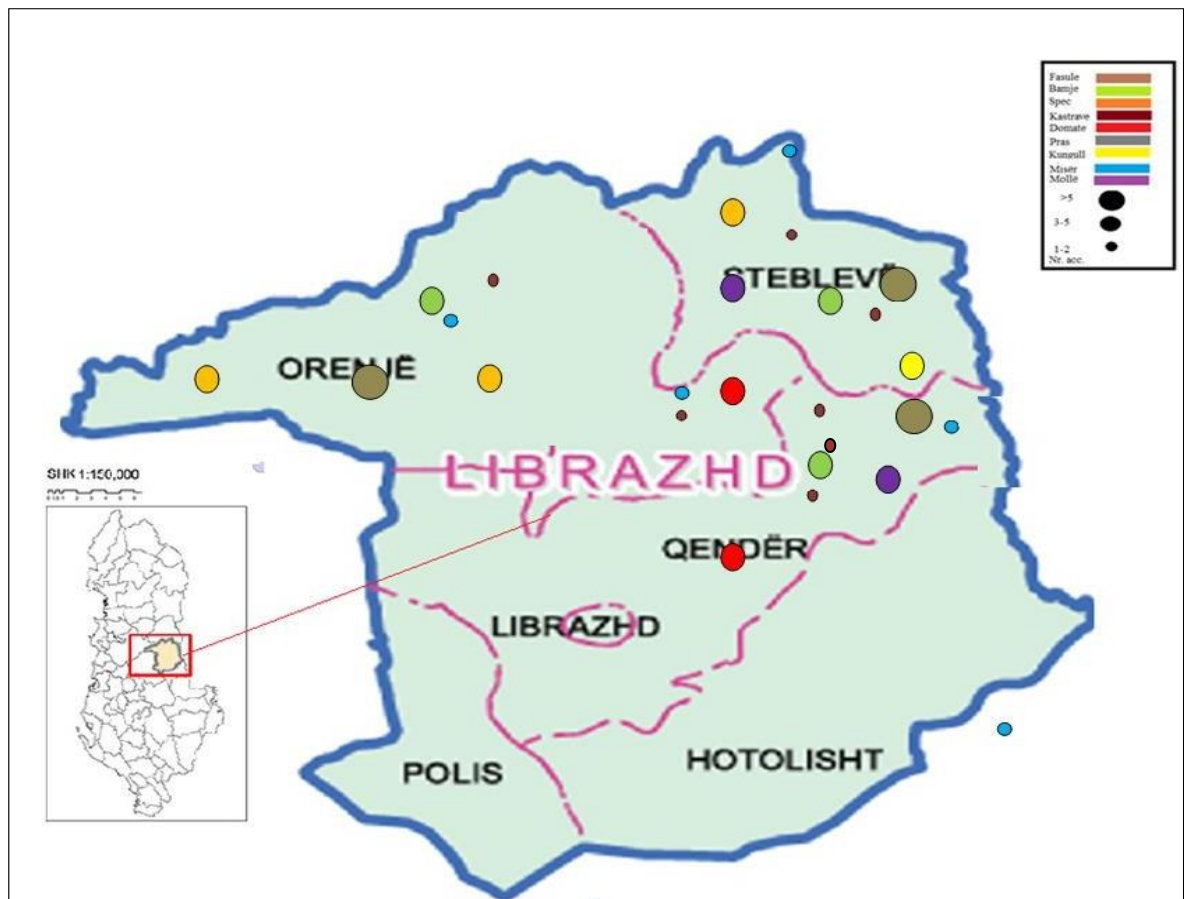 Fasule
Bamje
Spec
Kastrave
Domate
Pras
Kungull
Misër
Mollë
>5
3-5
1-2
Nr. acc.
STEBLEVË
ORENJË
LIBRAZHD
SHK 1:150,000
QENDËR
LIBRAZHD
POLIS
HOTOLISHT